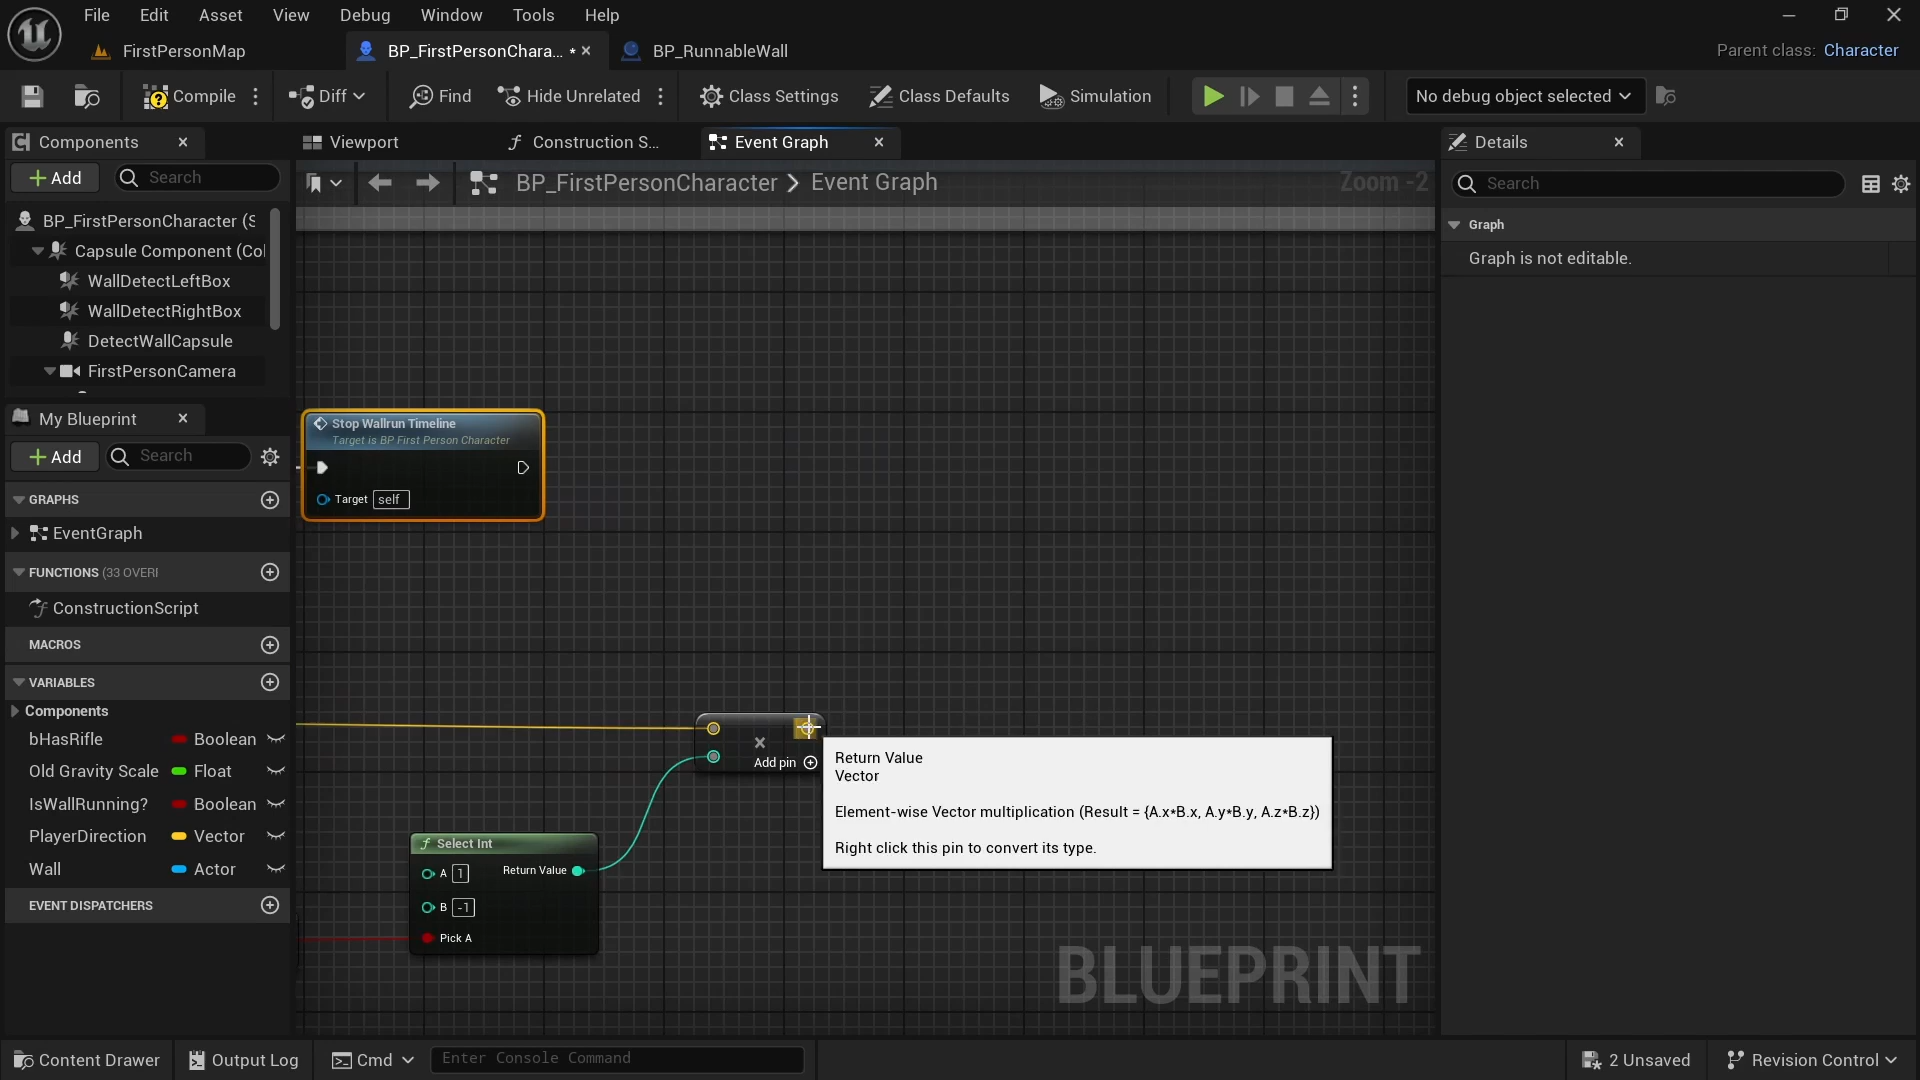 File Edit Asset View Debug Window Tools Help
FirstPersonMap BP_FirstPersonChara... * BP_RunnableWall Parent class: Character
Compile Diff Find Hide Unrelated Class Settings Class Defaults Simulation No debug object selected
Components Viewport Construction S... Event Graph Details
Add Search BP_FirstPersonCharacter > Event Graph Zoom -2 Search
BP_FirstPersonCharacter (S Graph
Capsule Component (Col Graph is not editable.
WallDetectLeftBox
WallDetectRightBox
DetectWallCapsule
FirstPersonCamera
My Blueprint
Add Search
GRAPHS
EventGraph
FUNCTIONS (33 OVERI
ConstructionScript
MACROS
VARIABLES
Components
bHasRifle Boolean
Old Gravity Scale Float
IsWallRunning? Boolean
PlayerDirection Vector
Wall Actor
EVENT DISPATCHERS
Stop Wallrun Timeline
Target is BP First Person Character
Target self
Add pin
Return Value
Vector
Element-wise Vector multiplication (Result = {A.x*B.x, A.y*B.y, A.z*B.z})
Right click this pin to convert its type.
Select Int
A 1 Return Value
B -1
Pick A
BLUEPRINT
Content Drawer Output Log Cmd Enter Console Command 2 Unsaved Revision Control